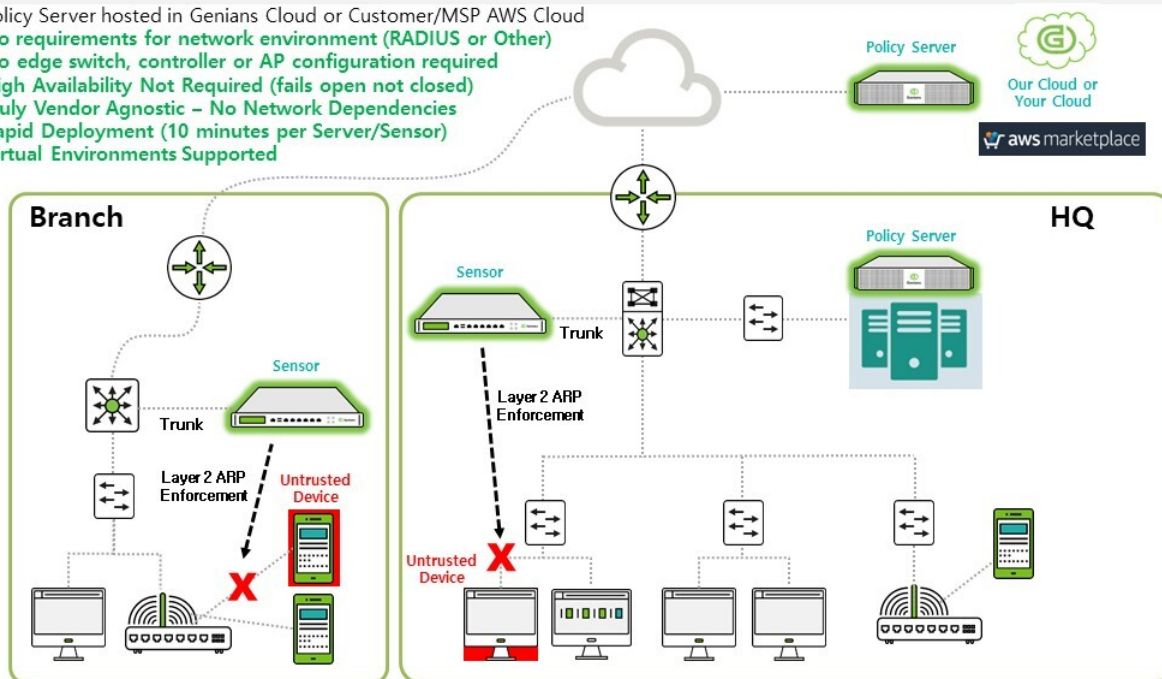 olicy Server hosted in Genians Cloud or Customer/MSP AWS Cloud
o requirements for network environment (RADIUS or Other)
o edge switch, controller or AP configuration required
igh Availability Not Required (fails open not closed)
uly Vendor Agnostic – No Network Dependencies
apid Deployment (10 minutes per Server/Sensor)
irtual Environments Supported
Policy Server
Our Cloud or
Your Cloud
aws marketplace
Branch
HQ
Policy Server
Sensor
Trunk
Layer 2 ARP
Enforcement
Sensor
Trunk
Layer 2 ARP
Enforcement
Untrusted
Device
Untrusted
Device